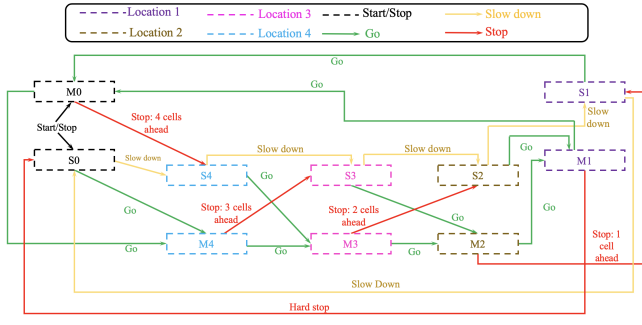 Location 1
Location 3
Start/Stop
Slow down
Location 2
Location 4
Go
Stop
Go
Go
M0
S1
Stop: 4 cells
ahead
Slow
down
Start/Stop
Slow down
Slow down
Go
S0
Slow down
M1
S4
S3
S2
Go
Stop: 3 cells
ahead
Stop: 2 cells
ahead
Go
Go
Go
Stop: 1
cell
ahead
M4
M3
M2
Go
Go
Go
Slow Down
Hard stop